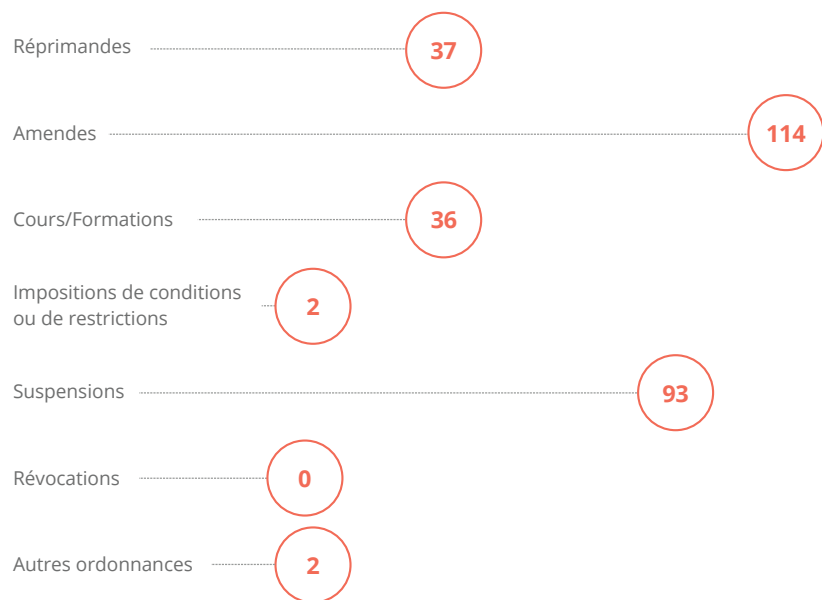 Réprimandes 37
Amendes 114
Cours/Formations 36
Impositions de conditions
ou de restrictions 2
Suspensions 93
Révocations 0
Autres ordonnances 2